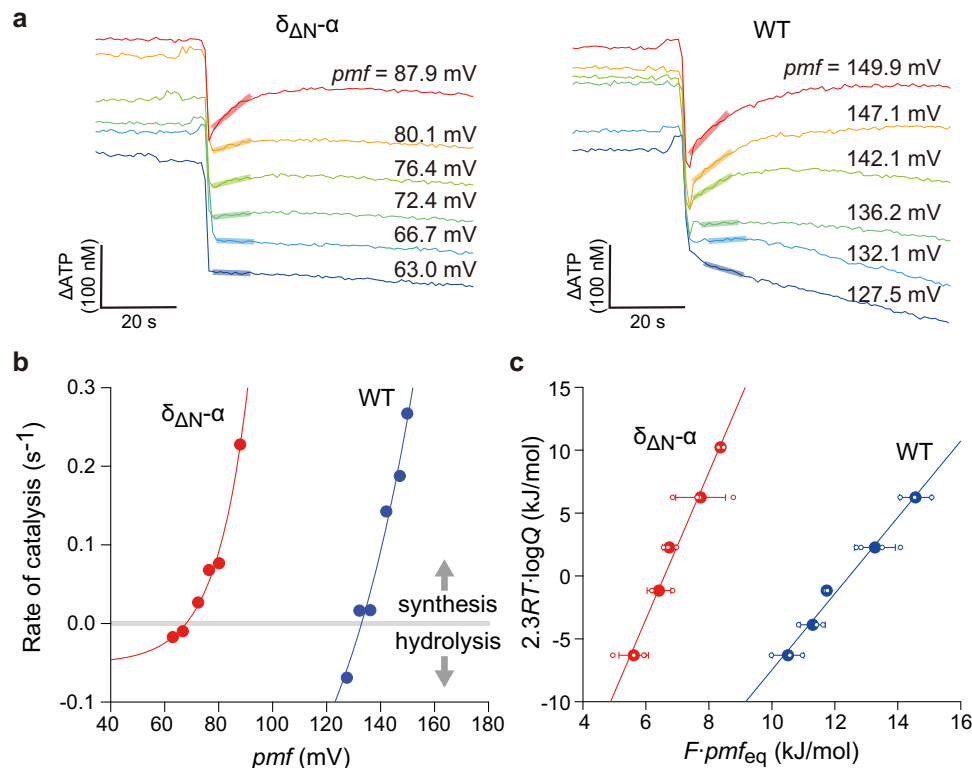 a
δΔN-α
pmf = 87.9 mV
80.1 mV
76.4 mV
72.4 mV
66.7 mV
63.0 mV
ΔATP
(100 nM)
20 s
WT
pmf = 149.9 mV
147.1 mV
142.1 mV
136.2 mV
132.1 mV
127.5 mV
ΔATP
(100 nM)
20 s
b
Rate of catalysis (s-1)
0.3
0.2
0.1
0.0
-0.1
δΔN-α
WT
synthesis
hydrolysis
40 60 80 100 120 140 160 180
pmf (mV)
c
2.3RT·logQ (kJ/mol)
15
10
5
0
-5
-10
δΔN-α
WT
4 6 8 10 12 14 16
F·pmfeq (kJ/mol)